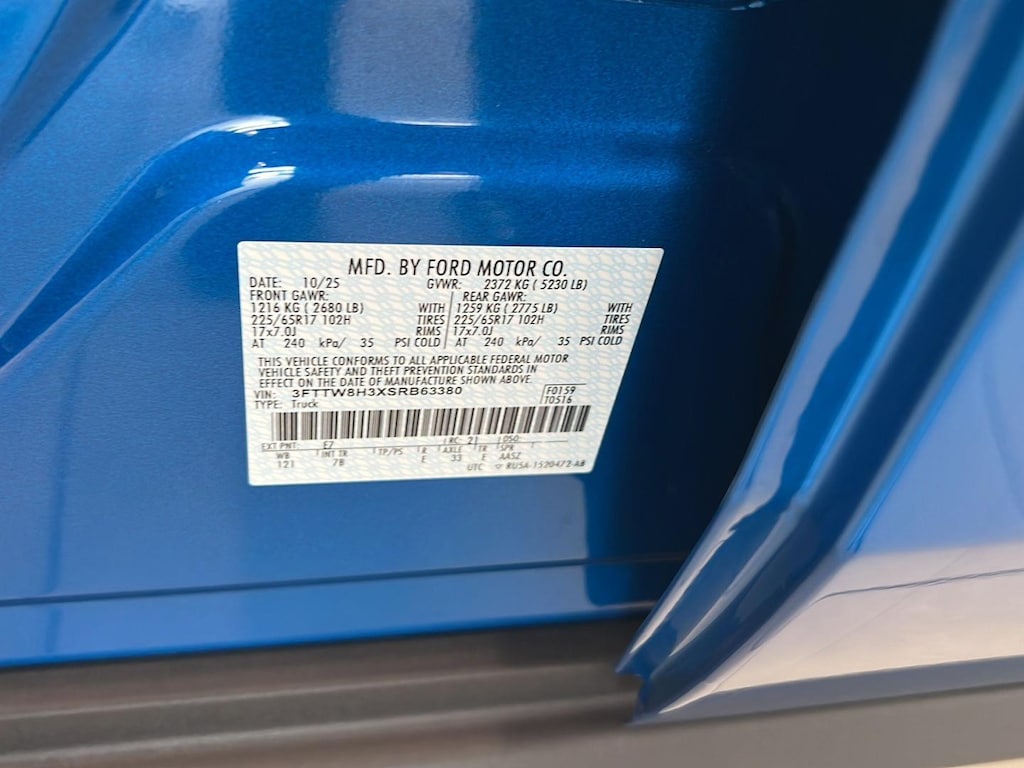 MFD. BY FORD MOTOR CO.
DATE: 10/25 GVWR: 2372 KG ( 5230 LB)
FRONT GAWR: REAR GAWR:
1216 KG ( 2680 LB) WITH 1259 KG ( 2775 LB) WITH
225/65R17 102H TIRES 225/65R17 102H TIRES
17x7.0J RIMS 17x7.0J RIMS
AT 240 kPa/ 35 PSI COLD AT 240 kPa/ 35 PSI COLD
THIS VEHICLE CONFORMS TO ALL APPLICABLE FEDERAL MOTOR
VEHICLE SAFETY AND THEFT PREVENTION STANDARDS IN
EFFECT ON THE DATE OF MANUFACTURE SHOWN ABOVE.
VIN: 3FTTW8H3XSRB63380 F0159
TYPE: Truck T0516
EXT PNT: E7 RC: 21 DSO:
WB INT TR TP/PS R AXLE TR SPR
121 7B E 33 E AASZ
UTC RU5A-1520472-AB